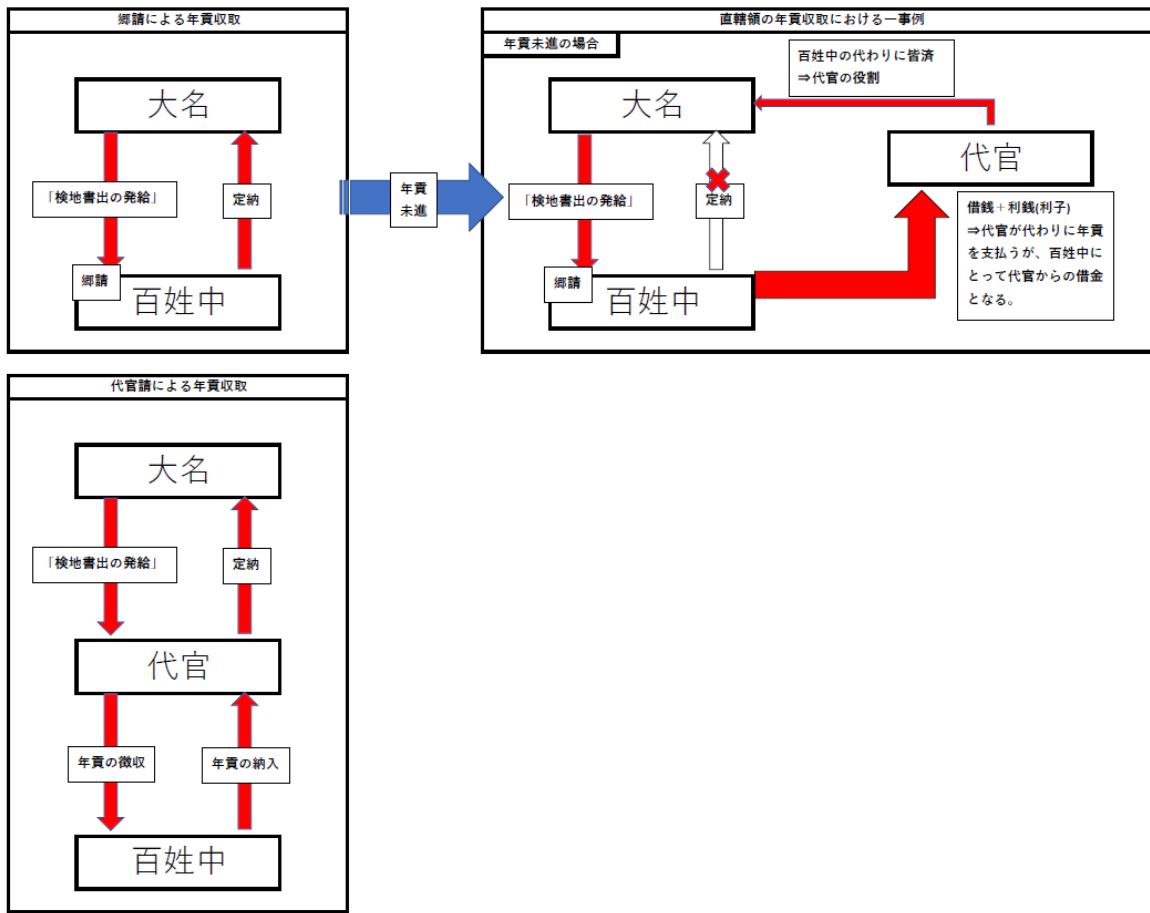 郷請による年貢収取
大名
「検地書出の発給」
定納
郷請
百姓中
年貢
未進
直轄領の年貢収取における一事例
年貢未進の場合
百姓中の代わりに皆済
⇒代官の役割
大名
代官
「検地書出の発給」
定納
借銭＋利銭(利子)
⇒代官が代わりに年貢
を支払うが、百姓中に
とって代官からの借金
となる。
郷請
百姓中
代官請による年貢収取
大名
「検地書出の発給」
定納
代官
年貢の徴収
年貢の納入
百姓中